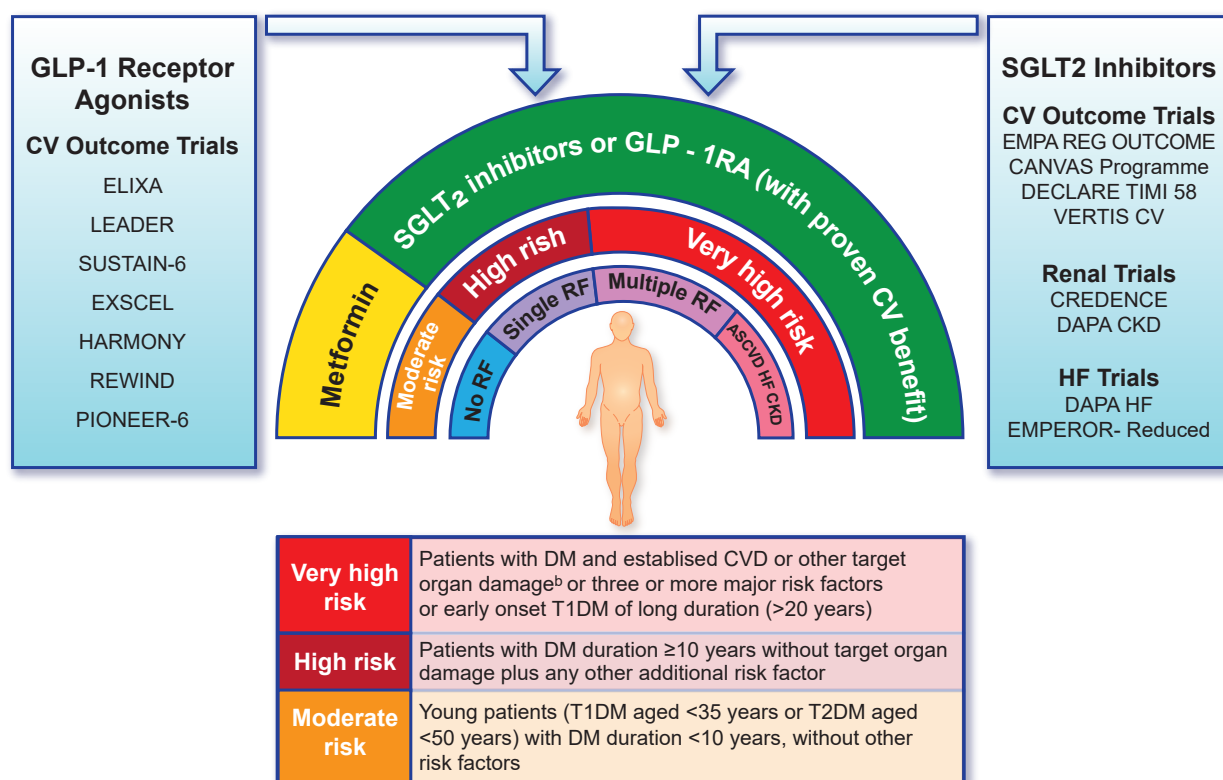 GLP-1 Receptor
Agonists
CV Outcome Trials
ELIXA
LEADER
SUSTAIN-6
EXSCEL
HARMONY
REWIND
PIONEER-6
SGLT2 inhibitors or GLP - 1RA (with proven CV benefit)
Metformin
Moderate
risk
High rish
Very high risk
No RF
Single RF
Multiple RF
ASCVD HF CKD
SGLT2 Inhibitors
CV Outcome Trials
EMPA REG OUTCOME
CANVAS Programme
DECLARE TIMI 58
VERTIS CV
Renal Trials
CREDENCE
DAPA CKD
HF Trials
DAPA HF
EMPEROR- Reduced
Very high
risk
Patients with DM and establised CVD or other target
organ damageᵇ or three or more major risk factors
or early onset T1DM of long duration (>20 years)
High risk
Patients with DM duration ≥10 years without target organ
damage plus any other additional risk factor
Moderate
risk
Young patients (T1DM aged <35 years or T2DM aged
<50 years) with DM duration <10 years, without other
risk factors